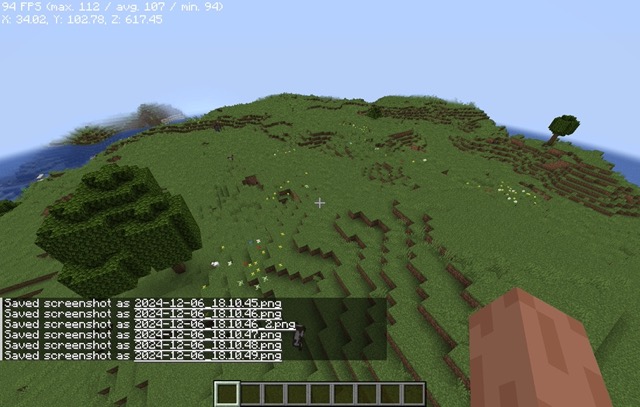 94 FPS (max. 112 / avg. 107 / min. 94)
X: 34.02, Y: 102.78, Z: 617.45
Saved screenshot as 2024-12-06_18.10.45.png
Saved screenshot as 2024-12-06_18.10.46.png
Saved screenshot as 2024-12-06_18.10.46_2.png
Saved screenshot as 2024-12-06_18.10.47.png
Saved screenshot as 2024-12-06_18.10.48.png
Saved screenshot as 2024-12-06_18.10.49.png